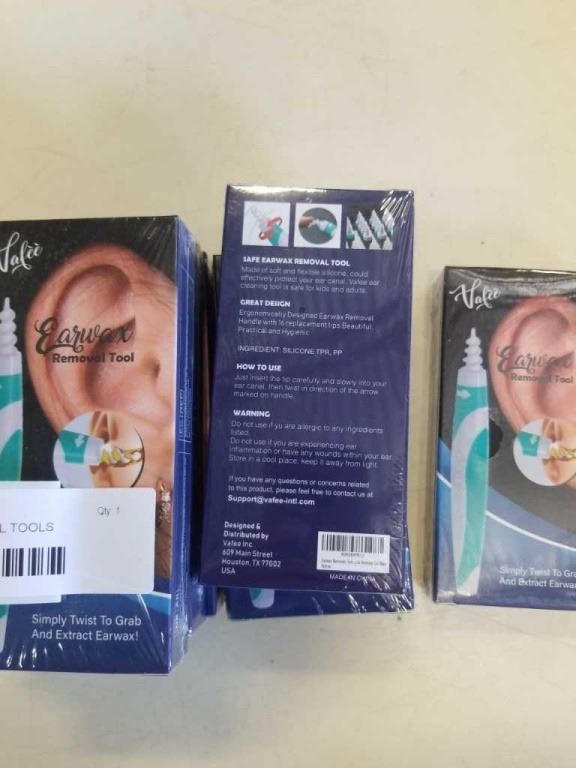 Vafee
Earwax
Removal Tool
Qty: 1
L TOOLS
Simply Twist To Grab
And Extract Earwax!
SAFE EARWAX REMOVAL TOOL
Made of soft and flexible silicone, could
effectively protect your ear canal. Vafee ear
cleaning tool is safe for kids and adults.
GREAT DESIGN
Ergonomically Designed Earwax Removal
Handle with 16 replacement tips Beautiful,
Practical and Hygienic
INGREDIENT: SILICONE,TPR, PP
HOW TO USE
Just insert the tip carefully and slowly into your
ear canal, then twist in direction of the arrow
marked on handle.
WARNING
Do not use if yu are allergic to any ingredients
listed.
Do not use if you are experiencing ear
inflammation or have any wounds within your ear.
Store in a cool place, keep it away from light.
If you have any questions or concerns related
to this product, please feel free to contact
Support@vafee-intl.com
Designed &
Distributed by
Vafee Inc
609 Main Street
Houston, TX 77002
USA
MADE IN CHINA
Vafee
Earwax
Removal Tool
Simply Twist To Gra
And Extract Earwa